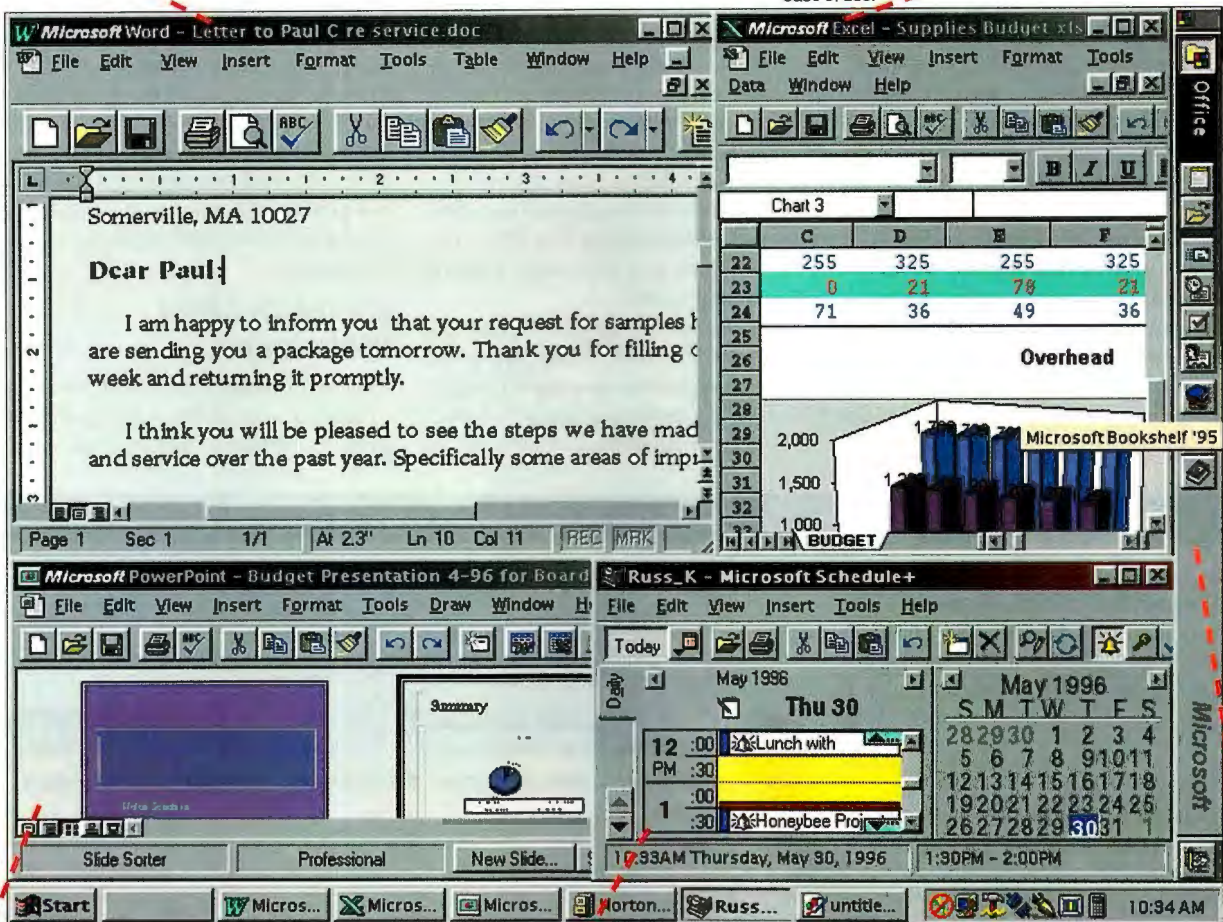 Microsoft Word - Letter to Paul C re service.doc
File Edit View Insert Format Tools Table Window Help
ABC
1 2 3 4
Somerville, MA 10027
Dear Paul:
I am happy to inform you that your request for samples
are sending you a package tomorrow. Thank you for filling
week and returning it promptly.
I think you will be pleased to see the steps we have mad
and service over the past year. Specifically some areas of
Page 1 Sec 1 1/1 At 2.3" Ln 10 Col 11 REC MRK
Microsoft Excel - Supplies Budget xls
File Edit View Insert Format Tools
Data Window Help
B I U
Chart 3
C D E F
22 255 325 255 325
23 0 21 78 21
24 71 36 49 36
25
26 Overhead
27
28
29 2,000
30
31 1,500
32
1,000
BUDGET
Microsoft Bookshelf '95
Office
Microsoft
Microsoft PowerPoint - Budget Presentation 4-96 for Board
File Edit View Insert Format Tools Draw Window
Summary
Slide Sorter Professional New Slide...
Russ_K - Microsoft Schedule+
File Edit View Insert Tools Help
Today
Daily
May 1996
Thu 30
12 :00 Lunch with
PM :30
1 :00
:30 Honeybee Proj
May 1996
S M T W T F S
28 29 30 1 2 3 4
5 6 7 8 9 10 11
12 13 14 15 16 17 18
19 20 21 22 23 24 25
26 27 28 29 30 31 1
10:33AM Thursday, May 30, 1996 1:30PM - 2:00PM
Start Micros... Micros... Micros... Norton... Russ... untitle... 10:34 AM